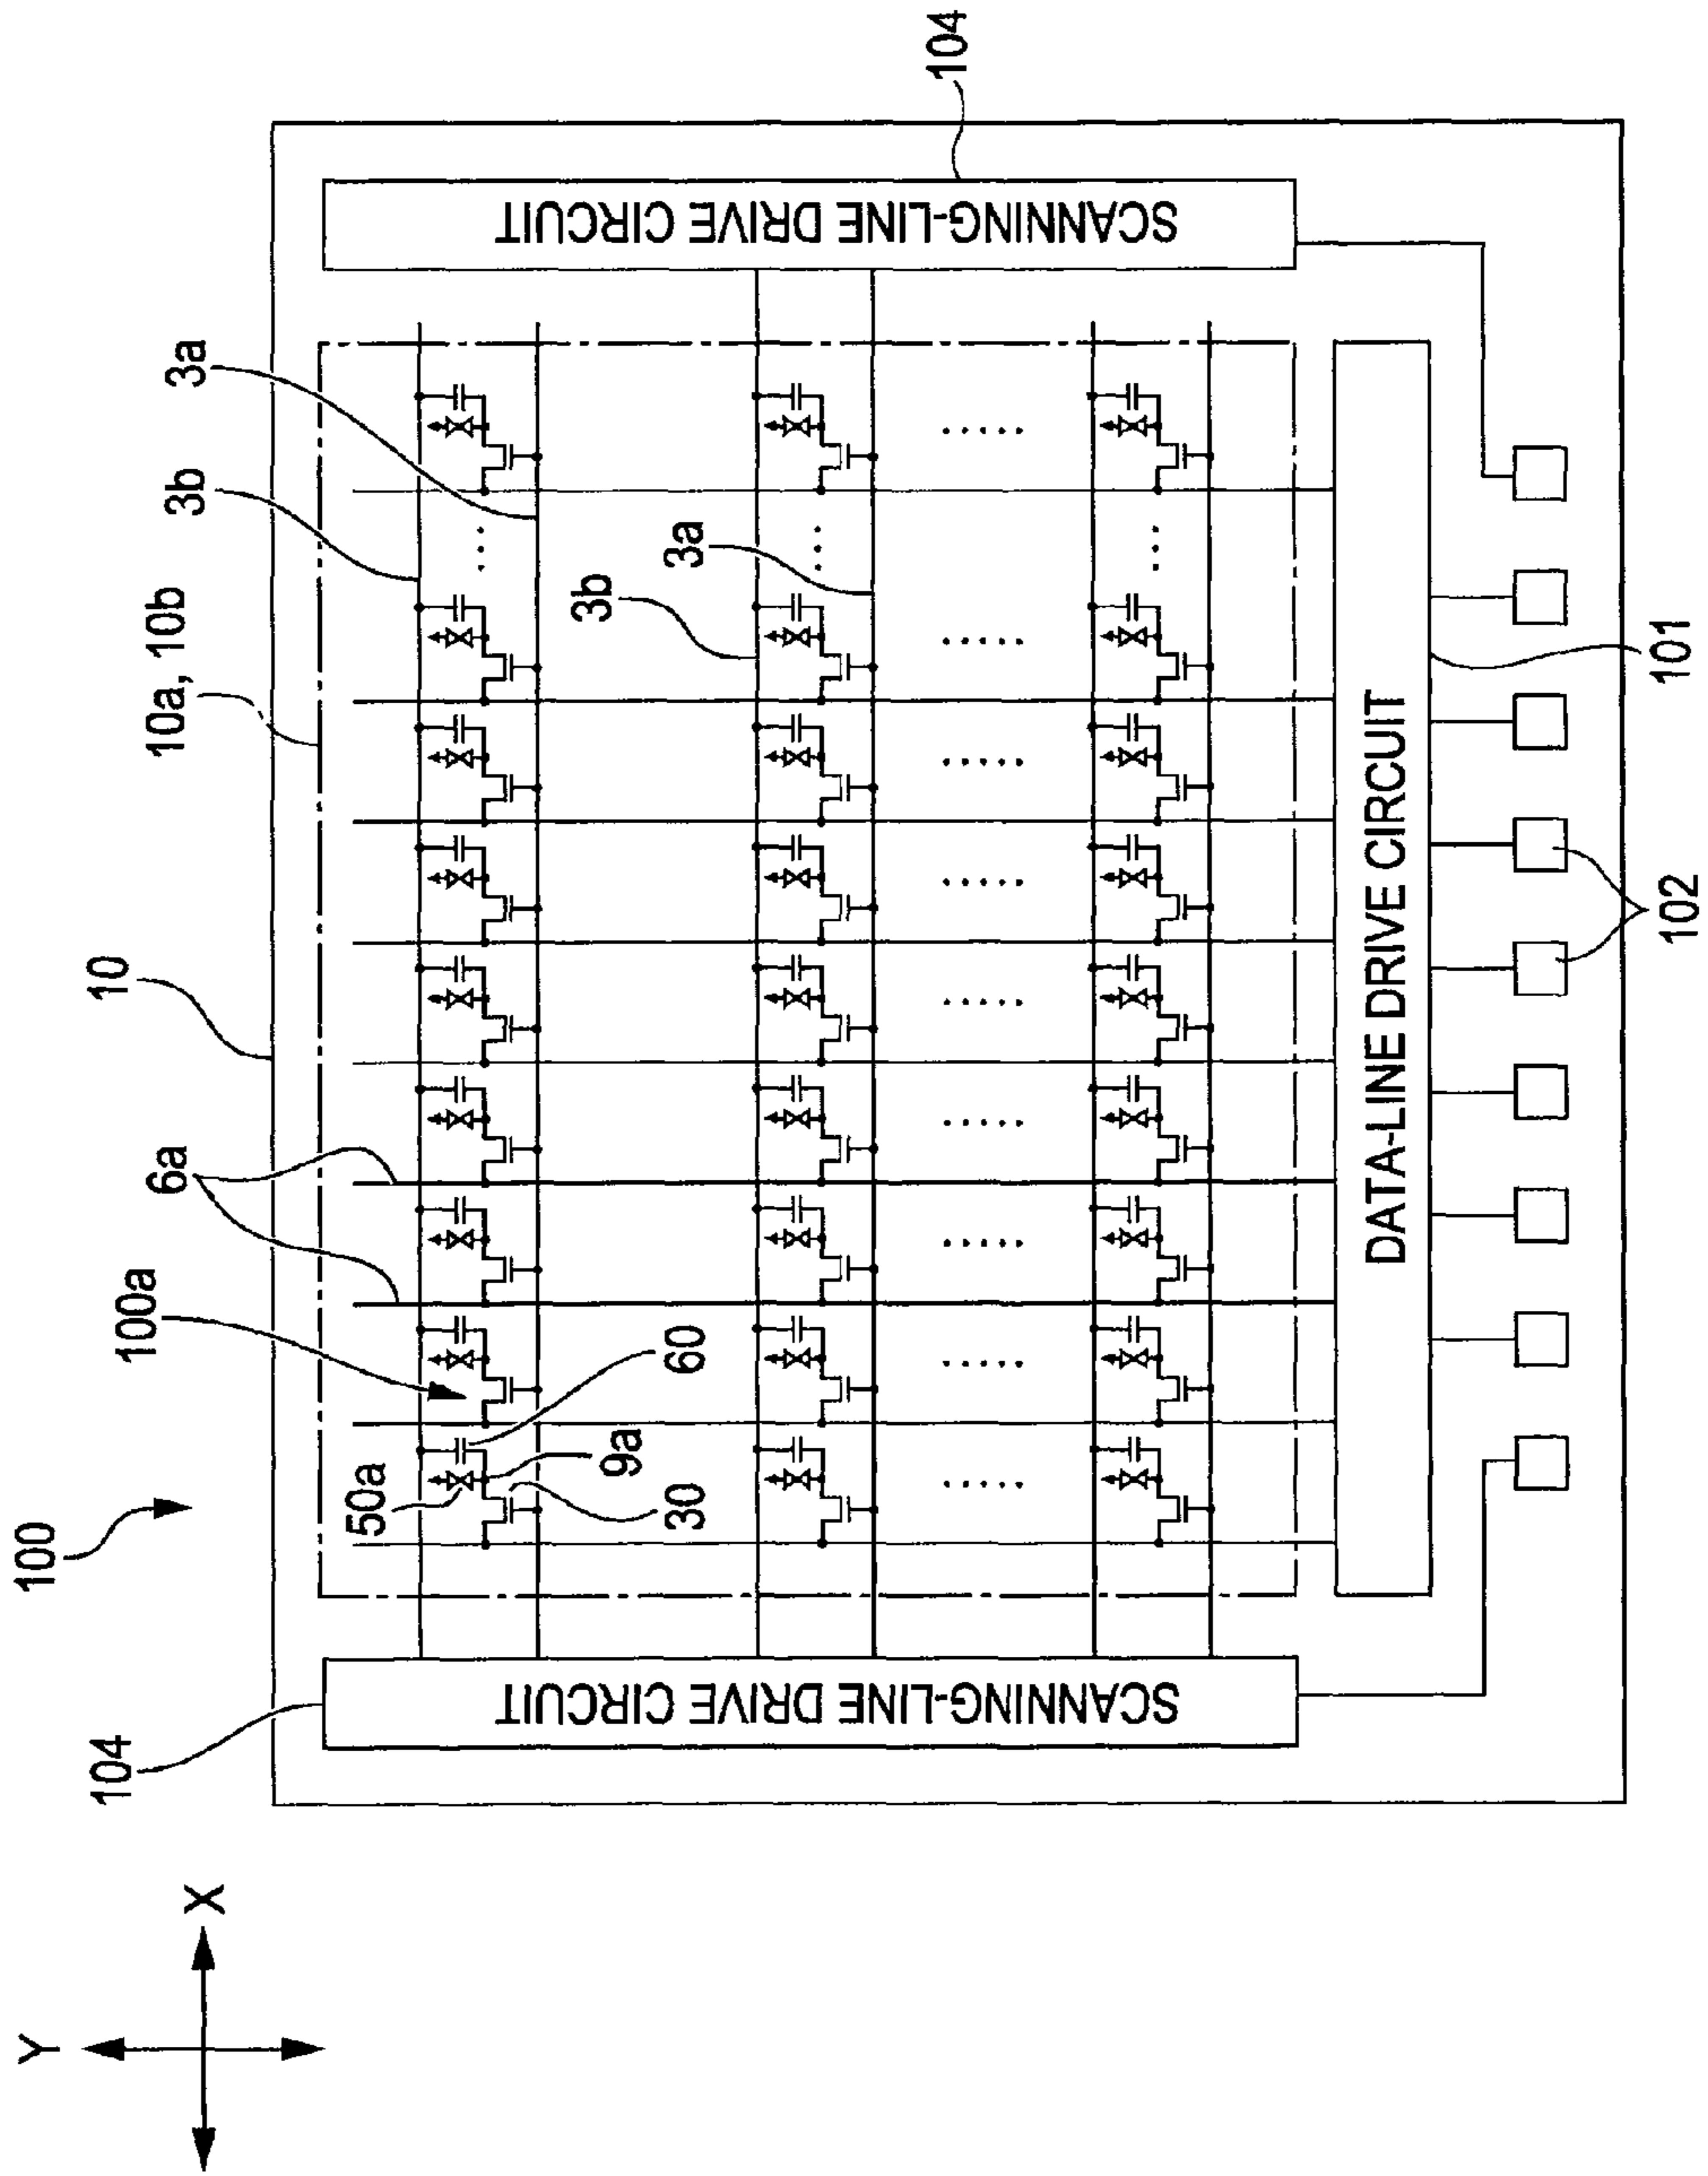 100
104
10
10a, 10b
104
100a
6a
3b
3a
50a
60
9a
30
3b
3a
SCANNING-LINE DRIVE CIRCUIT
SCANNING-LINE DRIVE CIRCUIT
DATA-LINE DRIVE CIRCUIT
102
101
Y
X